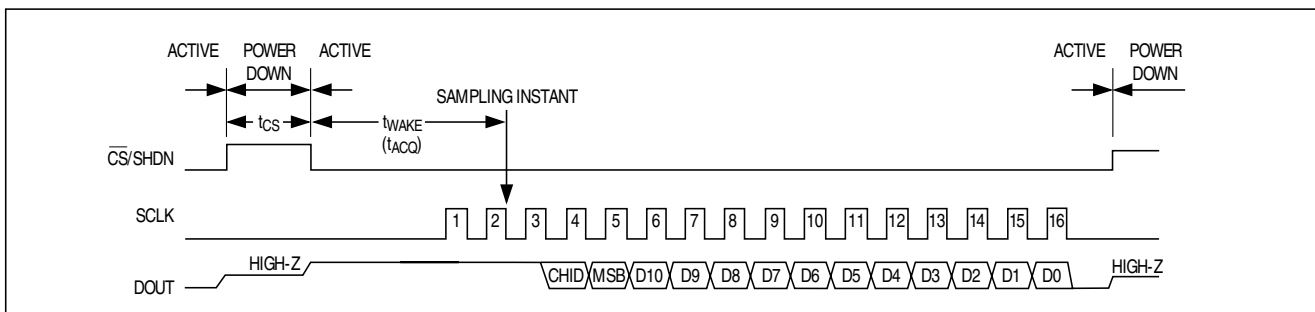 ACTIVE POWER DOWN ACTIVE ACTIVE POWER DOWN
SAMPLING INSTANT
tCS tWAKE (tACQ)
CS/SHDN
SCLK 1 2 3 4 5 6 7 8 9 10 11 12 13 14 15 16
HIGH-Z HIGH-Z
DOUT CHID MSB D10 D9 D8 D7 D6 D5 D4 D3 D2 D1 D0